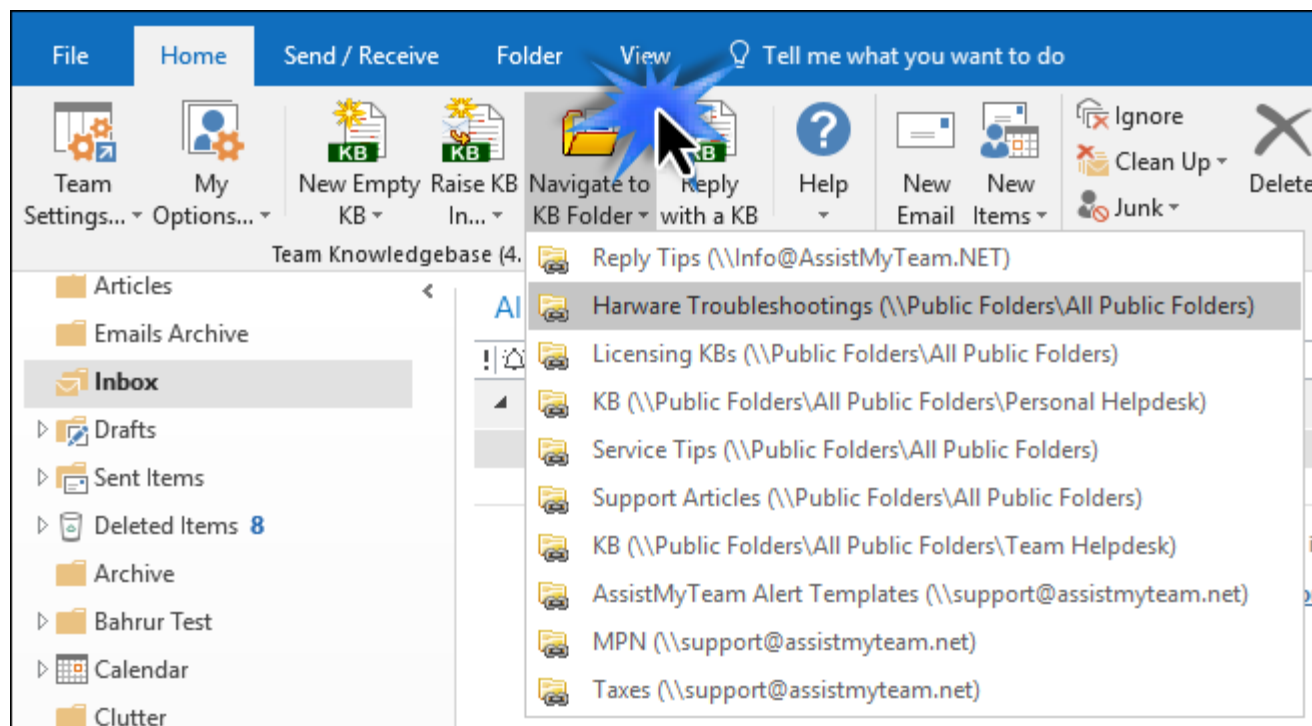 File Home Send / Receive Folder View Tell me what you want to do
Team Settings...
My Options...
New Empty KB
KB
Raise KB In...
KB
Navigate to KB Folder
Reply with a KB
KB
Help
?
New Email
New Items
Ignore
Clean Up
Junk
Delete
Team Knowledgebase (4.
Articles
Emails Archive
Inbox
Drafts
Sent Items
Deleted Items 8
Archive
Bahrur Test
Calendar
Clutter
Al
!
Reply Tips (\\Info@AssistMyTeam.NET)
Harware Troubleshootings (\\Public Folders\All Public Folders)
Licensing KBs (\\Public Folders\All Public Folders)
KB (\\Public Folders\All Public Folders\Personal Helpdesk)
Service Tips (\\Public Folders\All Public Folders)
Support Articles (\\Public Folders\All Public Folders)
KB (\\Public Folders\All Public Folders\Team Helpdesk)
AssistMyTeam Alert Templates (\\support@assistmyteam.net)
MPN (\\support@assistmyteam.net)
Taxes (\\support@assistmyteam.net)